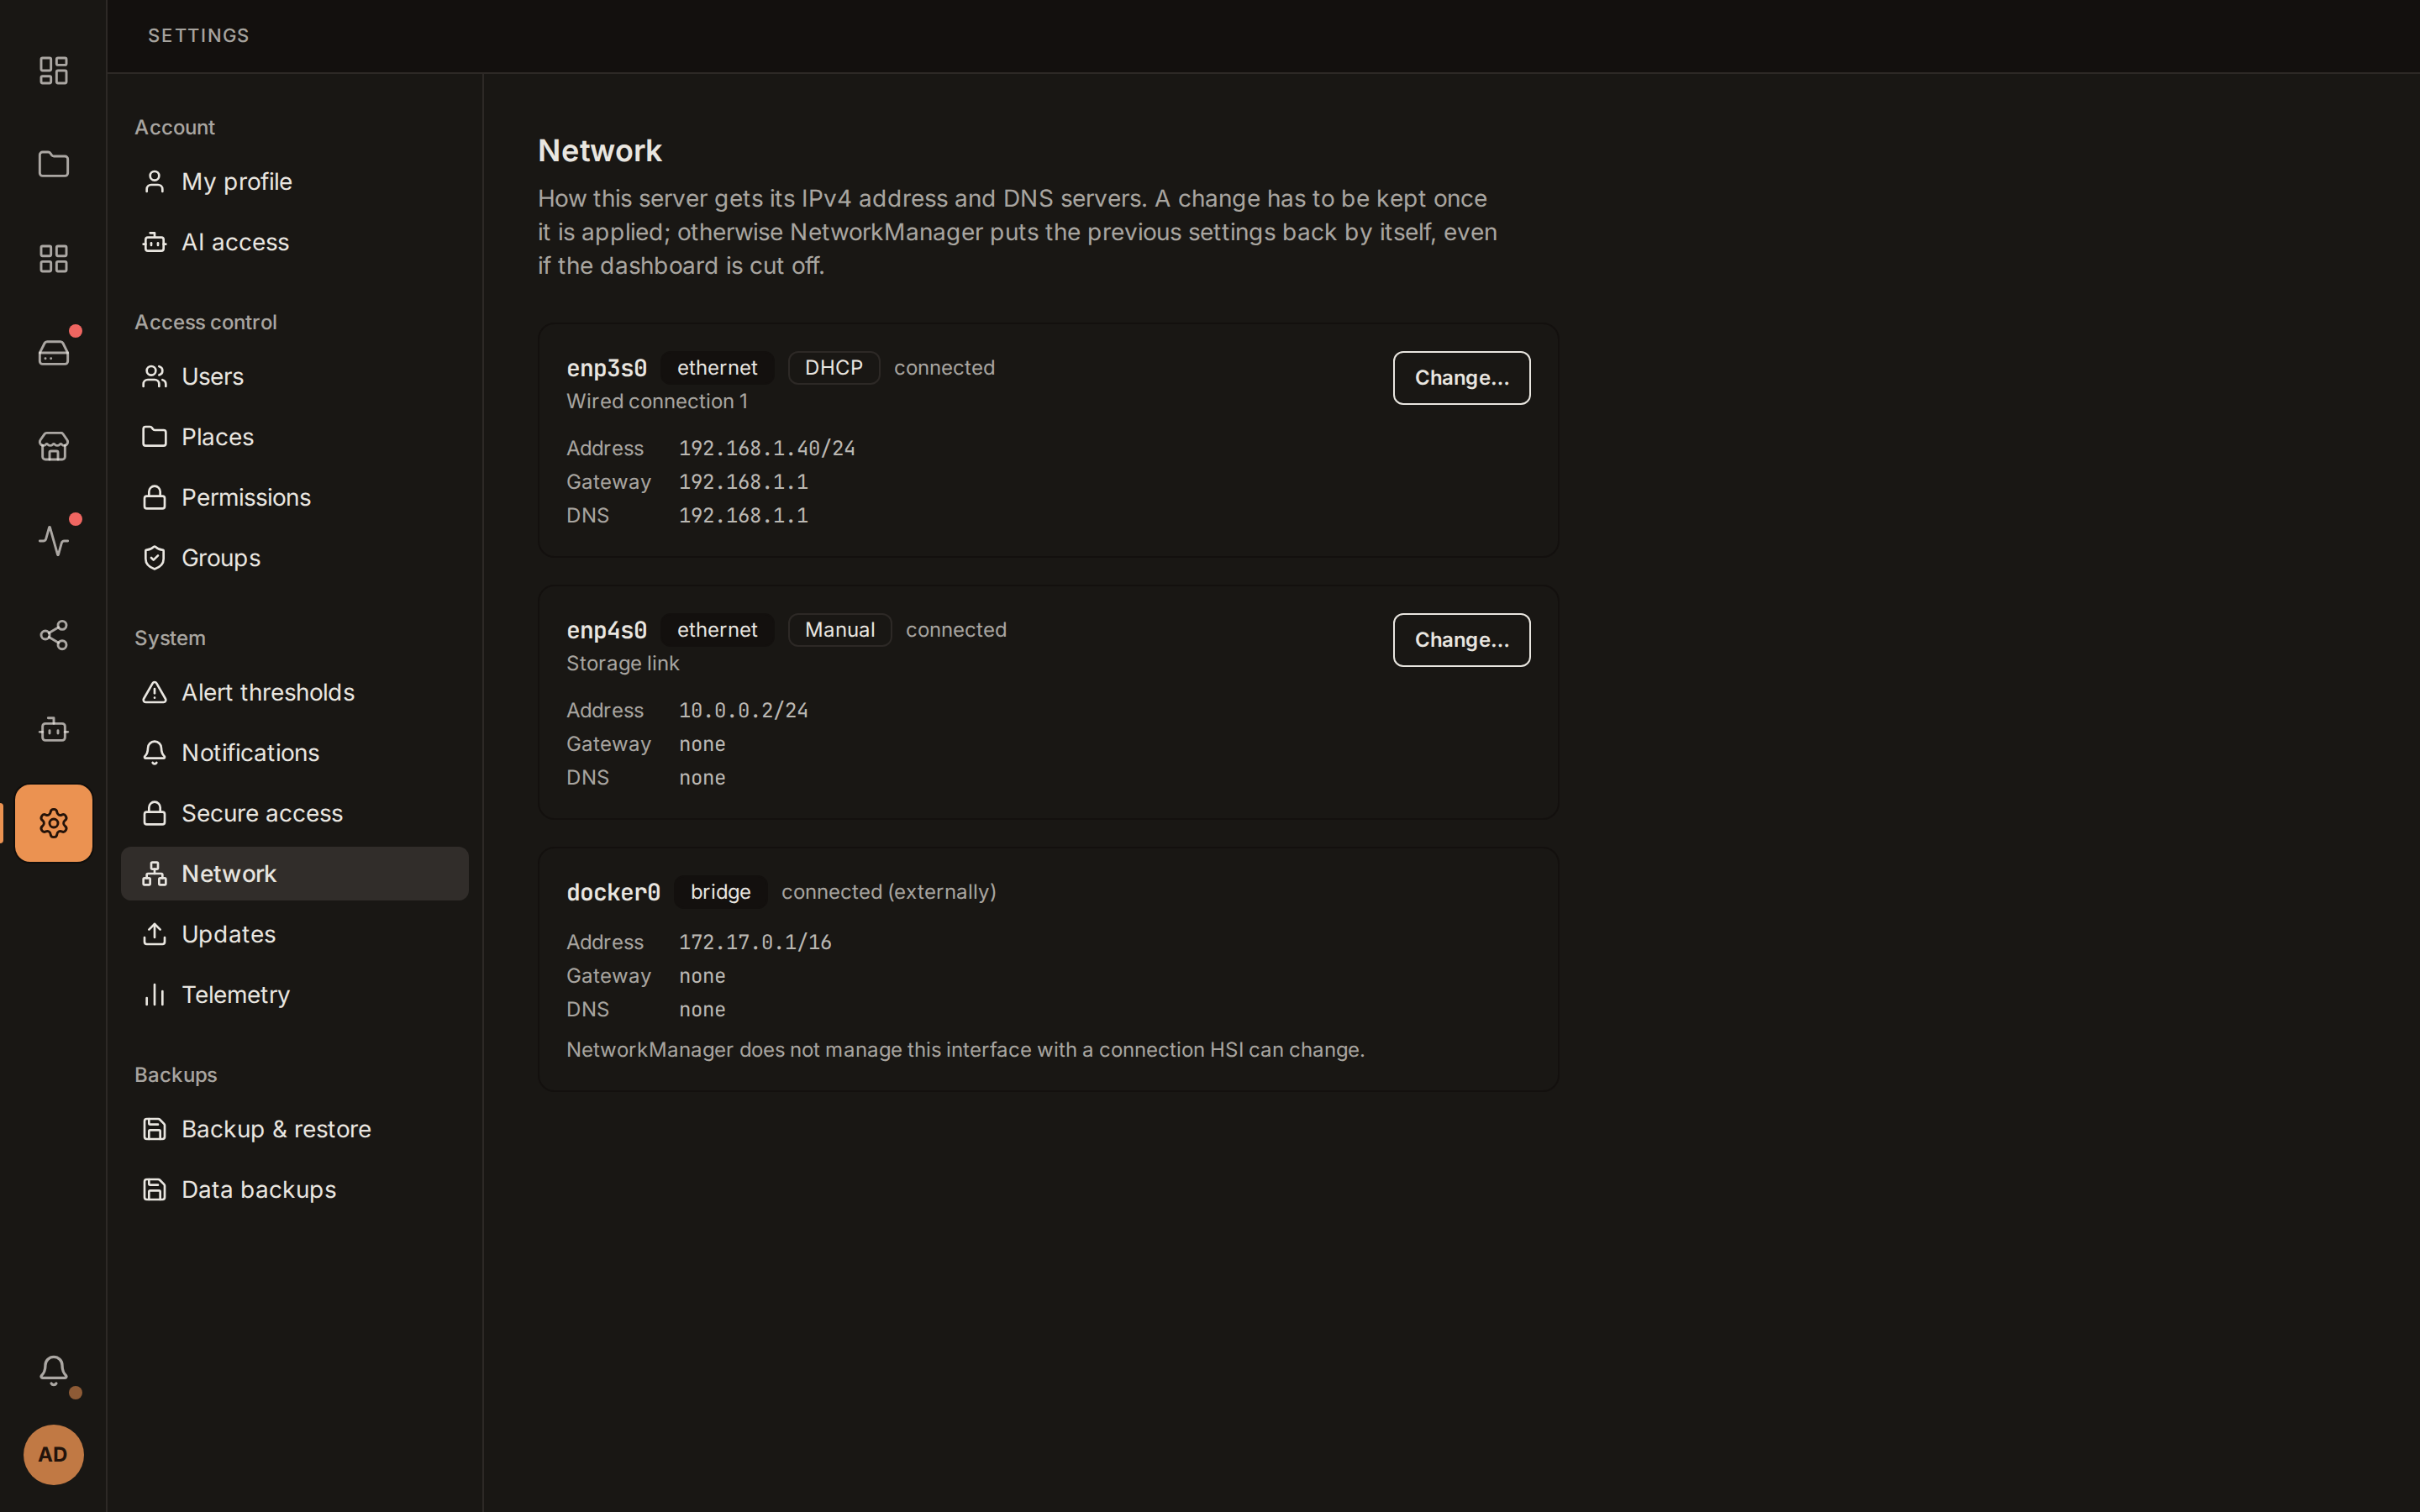 SETTINGS
Account
My profile
AI access
Access control
Users
Places
Permissions
Groups
System
Alert thresholds
Notifications
Secure access
Network
Updates
Telemetry
Backups
Backup & restore
Data backups
AD
Network
How this server gets its IPv4 address and DNS servers. A change has to be kept once
it is applied; otherwise NetworkManager puts the previous settings back by itself, even
if the dashboard is cut off.
enp3s0 ethernet DHCP connected Change...
Wired connection 1
Address 192.168.1.40/24
Gateway 192.168.1.1
DNS 192.168.1.1
enp4s0 ethernet Manual connected Change...
Storage link
Address 10.0.0.2/24
Gateway none
DNS none
docker0 bridge connected (externally)
Address 172.17.0.1/16
Gateway none
DNS none
NetworkManager does not manage this interface with a connection HSI can change.